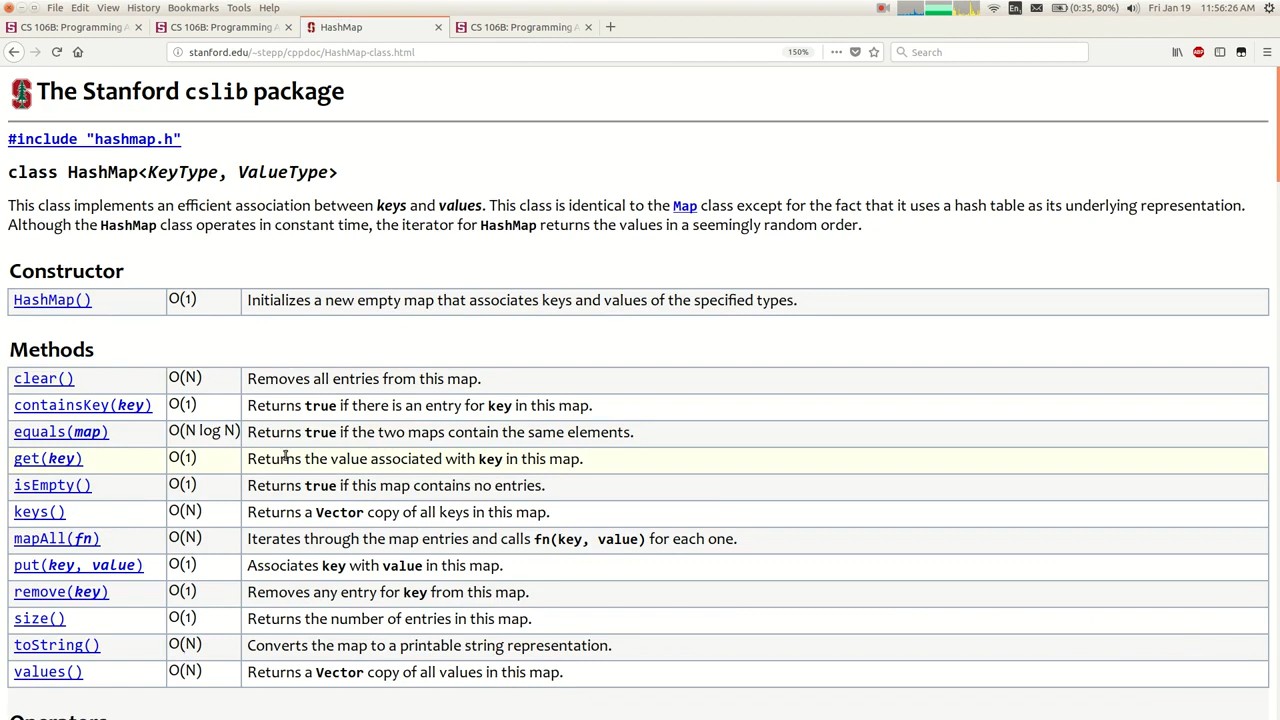 File Edit View History Bookmarks Tools Help En (0:35, 80%) Fri Jan 19 11:56:26 AM
CS 106B: Programming A × CS 106B: Programming A × HashMap × CS 106B: Programming A × +
stanford.edu/~stepp/cppdoc/HashMap-class.html 150% Search ABP
The Stanford cslib package
#include "hashmap.h"
class HashMap<KeyType, ValueType>
This class implements an efficient association between keys and values. This class is identical to the Map class except for the fact that it uses a hash table as its underlying representation.
Although the HashMap class operates in constant time, the iterator for HashMap returns the values in a seemingly random order.
Constructor
HashMap() O(1) Initializes a new empty map that associates keys and values of the specified types.
Methods
clear() O(N) Removes all entries from this map.
containsKey(key) O(1) Returns true if there is an entry for key in this map.
equals(map) O(N log N) Returns true if the two maps contain the same elements.
get(key) O(1) Returns the value associated with key in this map.
isEmpty() O(1) Returns true if this map contains no entries.
keys() O(N) Returns a Vector copy of all keys in this map.
mapAll(fn) O(N) Iterates through the map entries and calls fn(key, value) for each one.
put(key, value) O(1) Associates key with value in this map.
remove(key) O(1) Removes any entry for key from this map.
size() O(1) Returns the number of entries in this map.
toString() O(N) Converts the map to a printable string representation.
values() O(N) Returns a Vector copy of all values in this map.
Operators